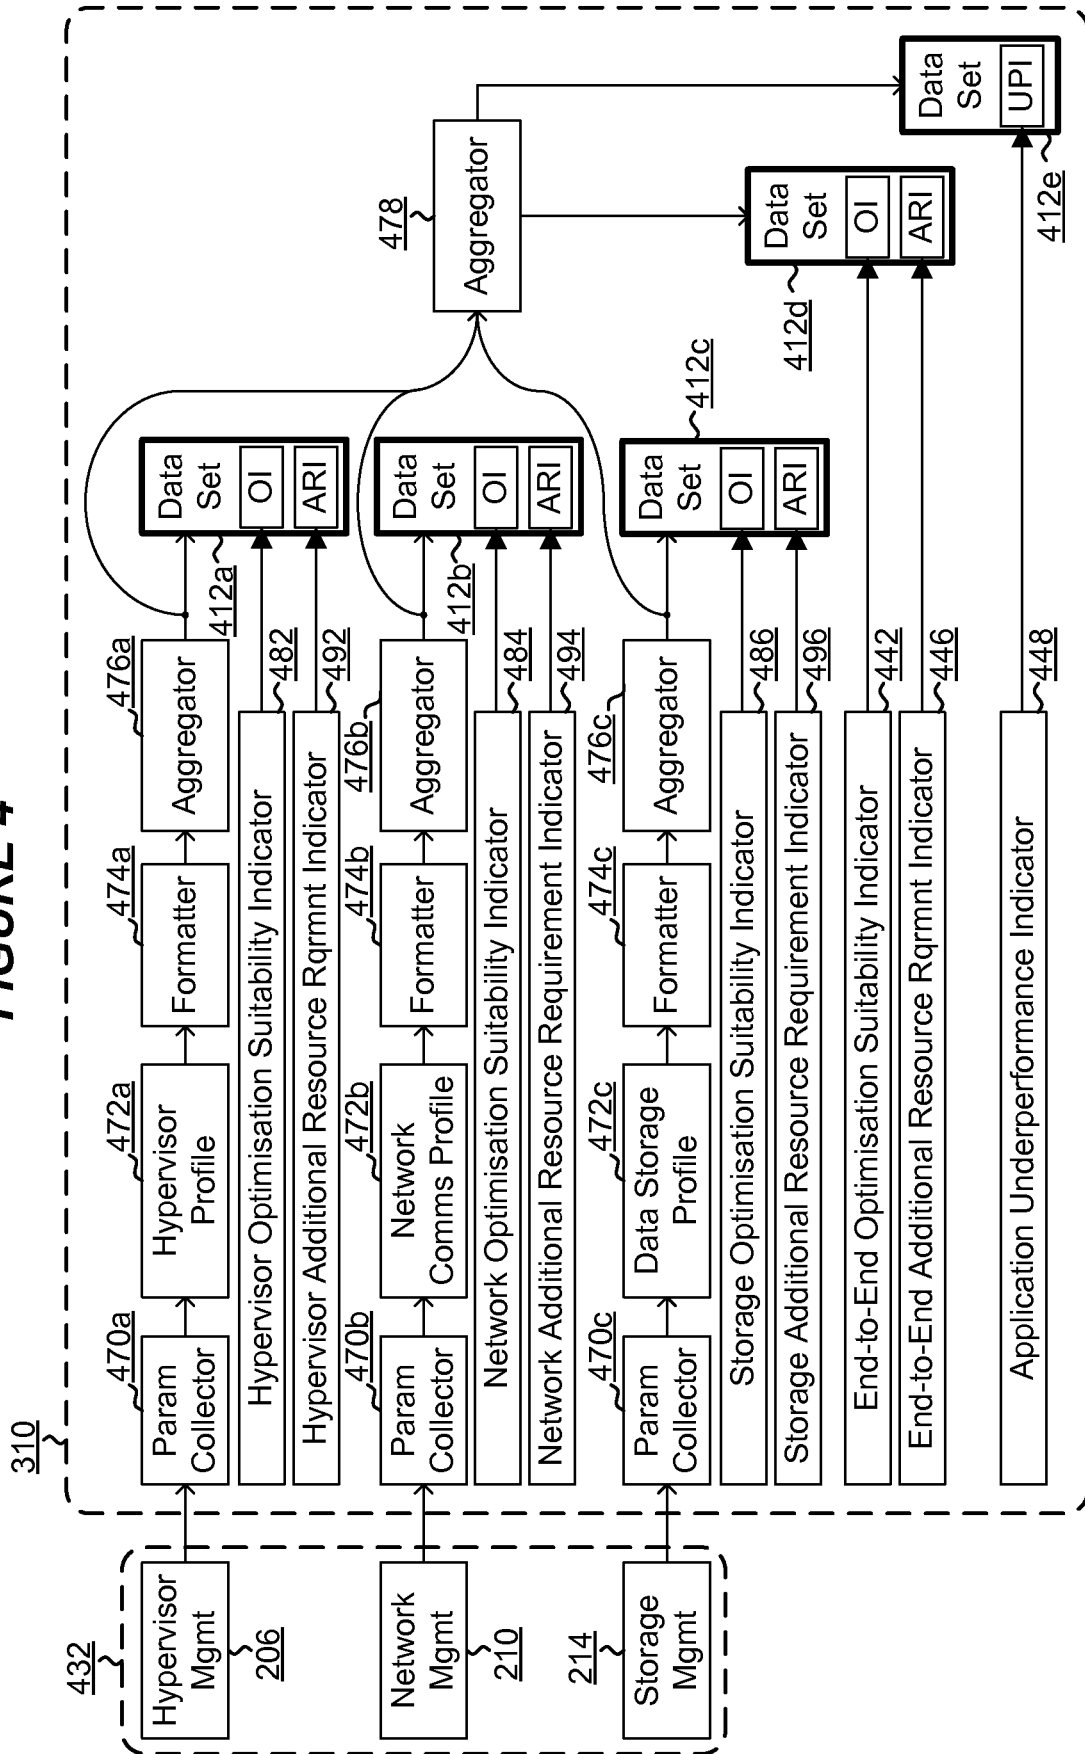 FIGURE 4
310
432
Hypervisor
Mgmt
206
Network
Mgmt
210
Storage
Mgmt
214
470a
Param
Collector
472a
Hypervisor
Profile
474a
Formatter
476a
Aggregator
412a
Data
Set
OI
ARI
Hypervisor Optimisation Suitability Indicator
482
Hypervisor Additional Resource Rqrmnt Indicator
492
470b
Param
Collector
472b
Network
Comms Profile
474b
Formatter
476b
Aggregator
412b
Data
Set
OI
ARI
Network Optimisation Suitability Indicator
484
Network Additional Resource Requirement Indicator
494
470c
Param
Collector
472c
Data Storage
Profile
474c
Formatter
476c
Aggregator
412c
Data
Set
OI
ARI
Storage Optimisation Suitability Indicator
486
Storage Additional Resource Requirement Indicator
496
478
Aggregator
412d
Data
Set
OI
ARI
End-to-End Optimisation Suitability Indicator
442
End-to-End Additional Resource Rqrmnt Indicator
446
412e
Data
Set
UPI
Application Underperformance Indicator
448